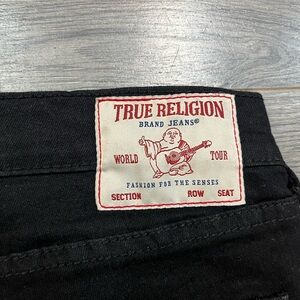 TRUE RELIGION
BRAND JEANS®
WORLD TOUR
FASHION FOR THE SENSES
SECTION ROW SEAT